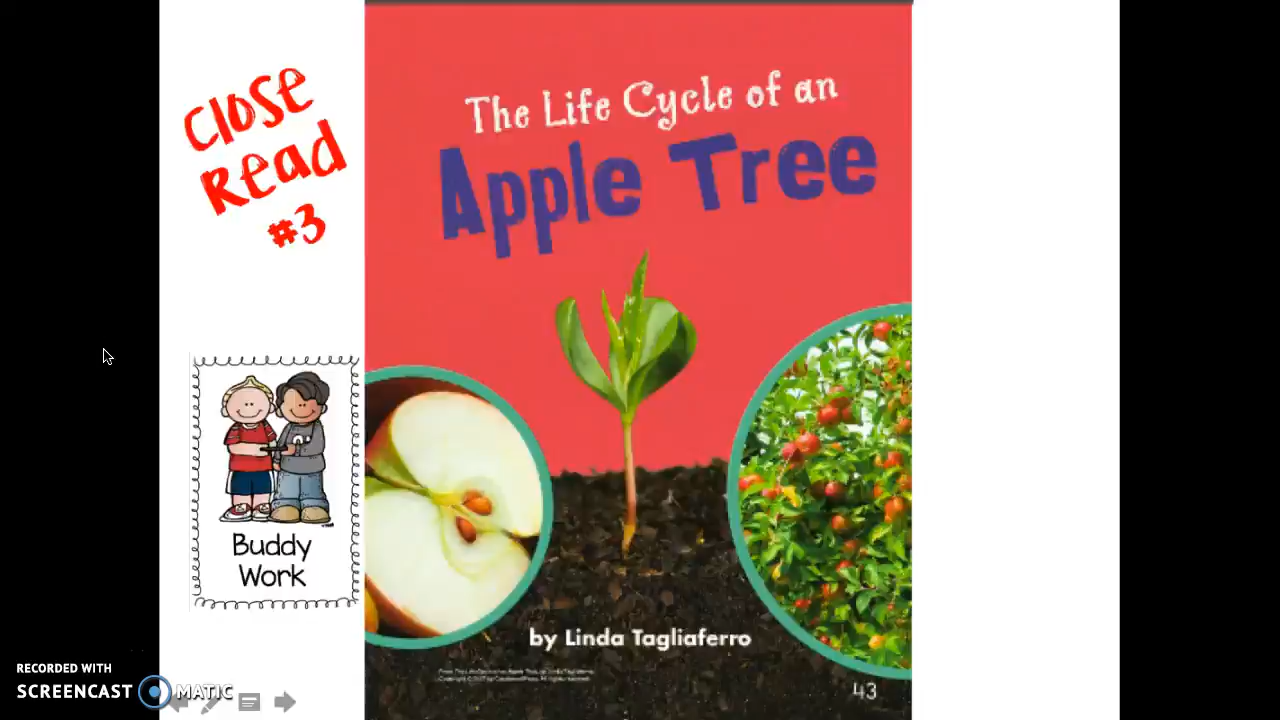 Close
Read
#3
The Life Cycle of an
Apple Tree
Buddy
Work
by Linda Tagliaferro
43
RECORDED WITH
SCREENCAST MATIC